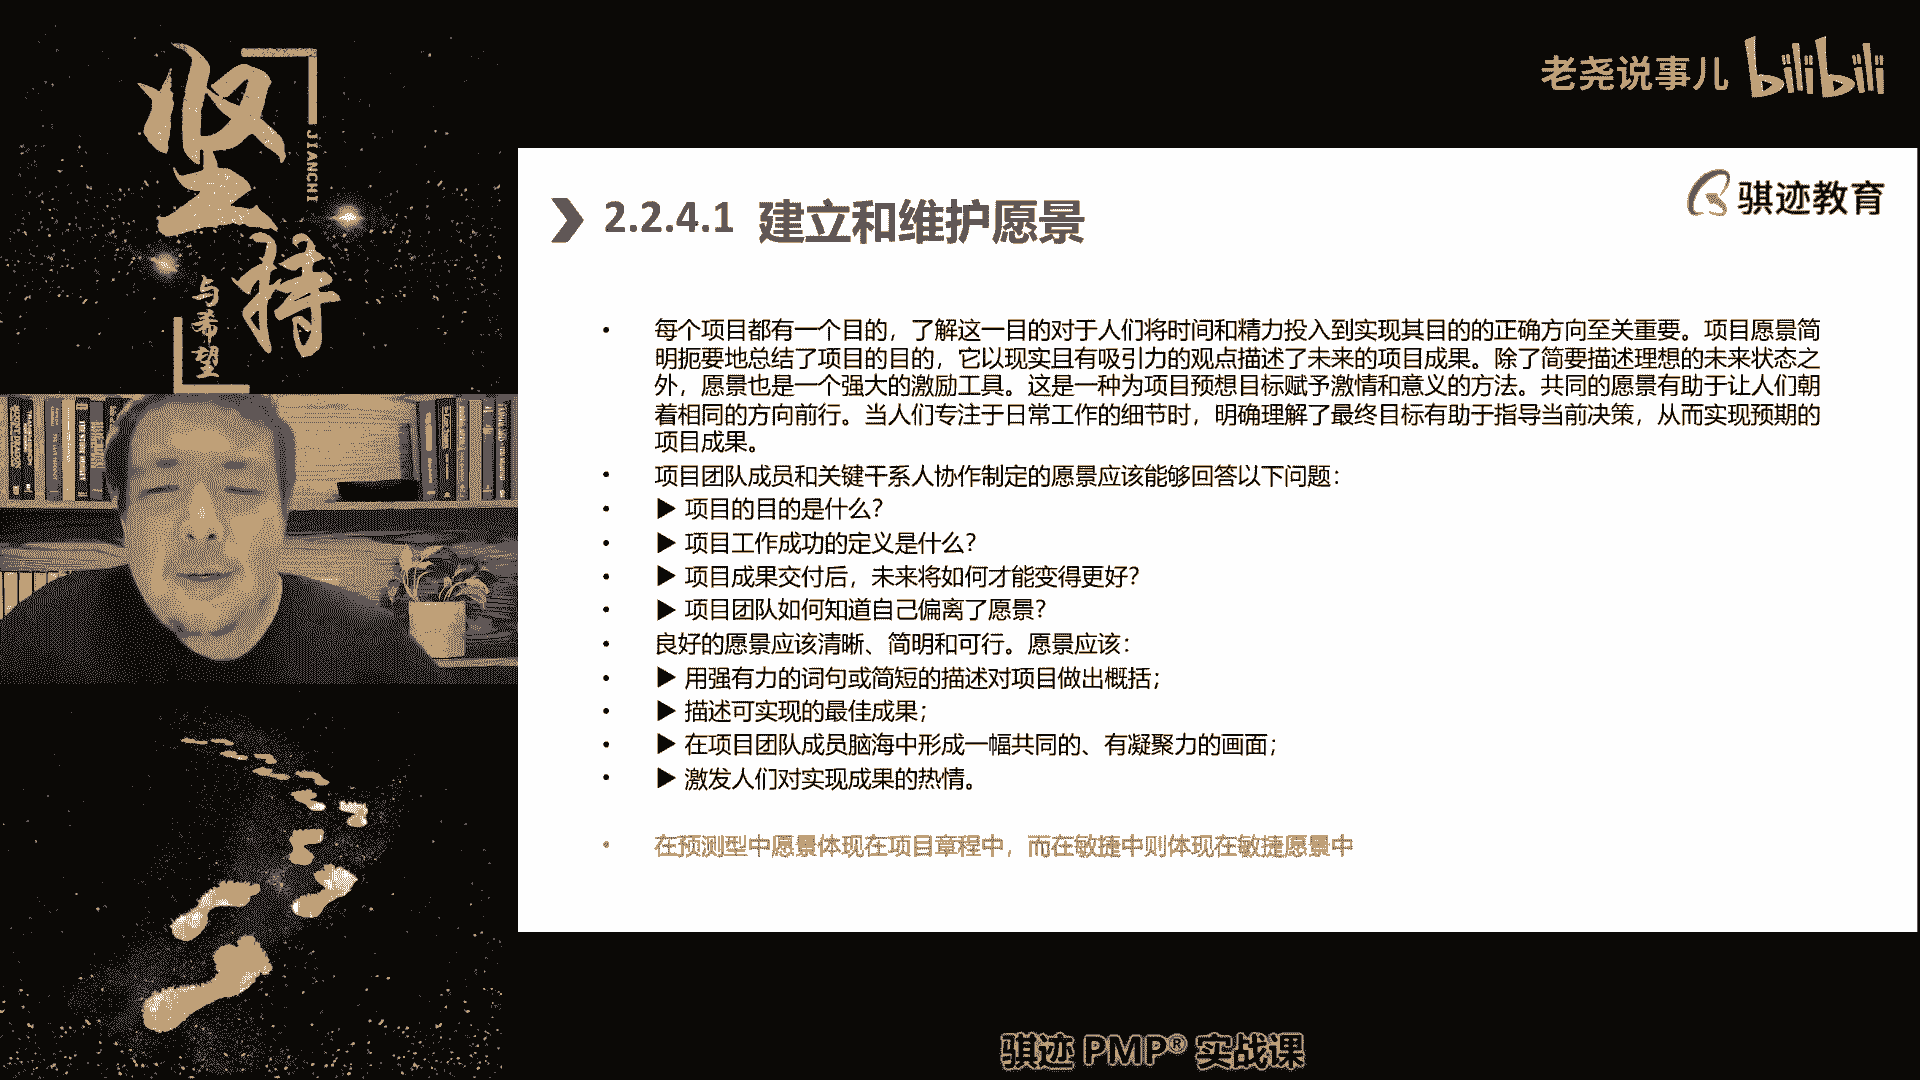 坚持
JIANCHI
与希望
老尧说事儿 bilibili
骐迹教育
2.2.4.1 建立和维护愿景
• 每个项目都有一个目的，了解这一目的对于人们将时间和精力投入到实现其目的的正确方向至关重要。项目愿景简
明扼要地总结了项目的目的，它以现实且有吸引力的观点描述了未来的项目成果。除了简要描述理想的未来状态之
外，愿景也是一个强大的激励工具。这是一种为项目预想目标赋予激情和意义的方法。共同的愿景有助于让人们朝
着相同的方向前行。当人们专注于日常工作的细节时，明确理解了最终目标有助于指导当前决策，从而实现预期的
项目成果。
• 项目团队成员和关键干系人协作制定的愿景应该能够回答以下问题：
• ▶ 项目的目的是什么？
• ▶ 项目工作成功的定义是什么？
• ▶ 项目成果交付后，未来将如何才能变得更好？
• ▶ 项目团队如何知道自己偏离了愿景？
• 良好的愿景应该清晰、简明和可行。愿景应该：
• ▶ 用强有力的词句或简短的描述对项目做出概括；
• ▶ 描述可实现的最佳成果；
• ▶ 在项目团队成员脑海中形成一幅共同的、有凝聚力的画面；
• ▶ 激发人们对实现成果的热情。
• 在预测型中愿景体现在项目章程中，而在敏捷中则体现在敏捷愿景中
骐迹 PMP® 实战课